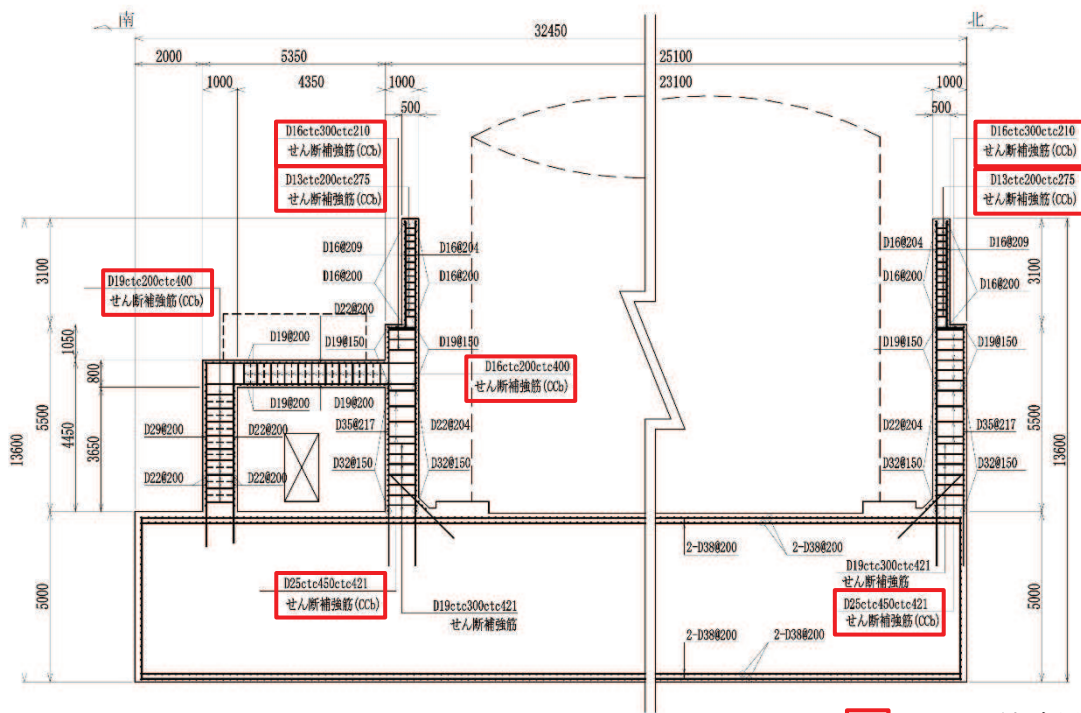 南
北
32450
2000
5350
25100
1000
4350
1000
23100
1000
500
500
D16ctc300ctc210
せん断補強筋(CCb)
D16ctc300ctc210
せん断補強筋(CCb)
D13ctc200ctc275
せん断補強筋(CCb)
D13ctc200ctc275
せん断補強筋(CCb)
D16@209
D16@204
D16@204
D16@209
D16@200
D16@200
D16@200
D16@200
3100
3100
D19ctc200ctc400
せん断補強筋(CCb)
D22@200
D19@200
D19@150
D19@150
D19@150
D19@150
1050
800
D16ctc200ctc400
せん断補強筋(CCb)
D19@200
D19@200
D29@200
D22@200
D35@217
D22@204
D22@204
D35@217
D22@200
D22@200
D32@150
D32@150
D32@150
D32@150
13600
5500
4450
3650
5500
13600
2-D38@200
2-D38@200
D19ctc300ctc421
せん断補強筋
D25ctc450ctc421
せん断補強筋(CCb)
D25ctc450ctc421
せん断補強筋(CCb)
D19ctc300ctc421
せん断補強筋
5000
5000
2-D38@200
2-D38@200